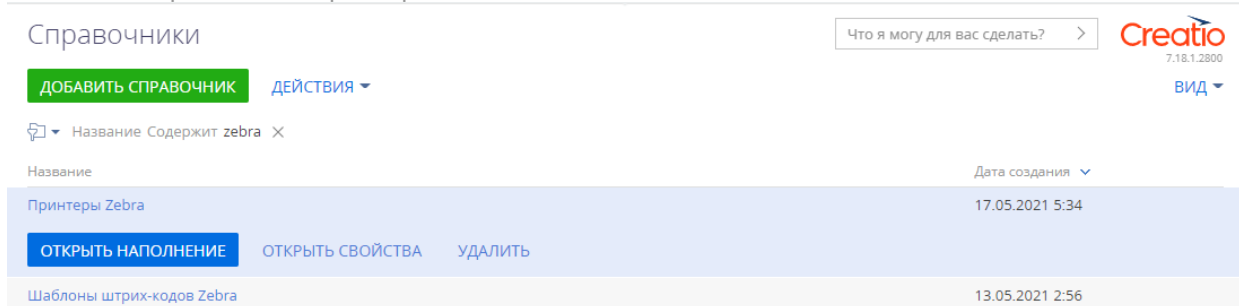 Справочники
Что я могу для вас сделать?
Creatio
7.18.1.2800
ДОБАВИТЬ СПРАВОЧНИК ДЕЙСТВИЯ ВИД
Название Содержит zebra
Название Дата создания
Принтеры Zebra 17.05.2021 5:34
ОТКРЫТЬ НАПОЛНЕНИЕ ОТКРЫТЬ СВОЙСТВА УДАЛИТЬ
Шаблоны штрих-кодов Zebra 13.05.2021 2:56